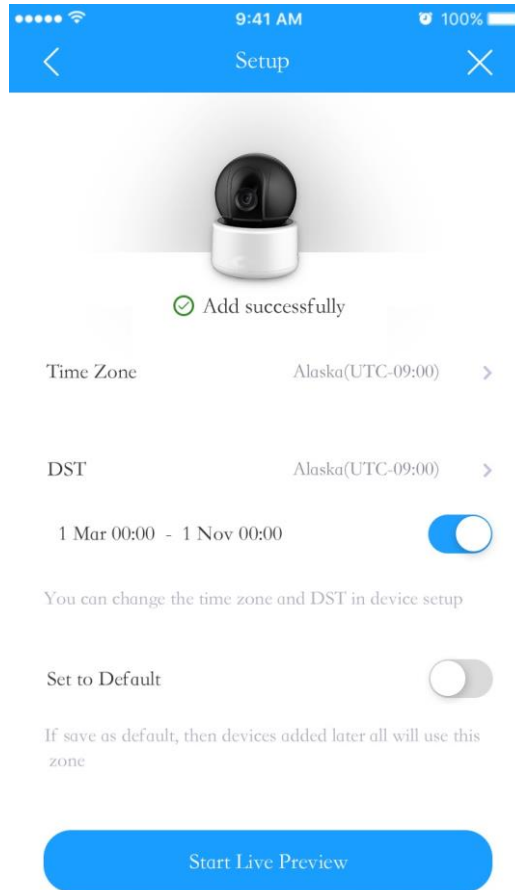 9:41 AM
100%
Setup
Add successfully
Time Zone
Alaska(UTC-09:00)
DST
Alaska(UTC-09:00)
1 Mar 00:00 - 1 Nov 00:00
You can change the time zone and DST in device setup
Set to Default
If save as default, then devices added later all will use this
zone
Start Live Preview